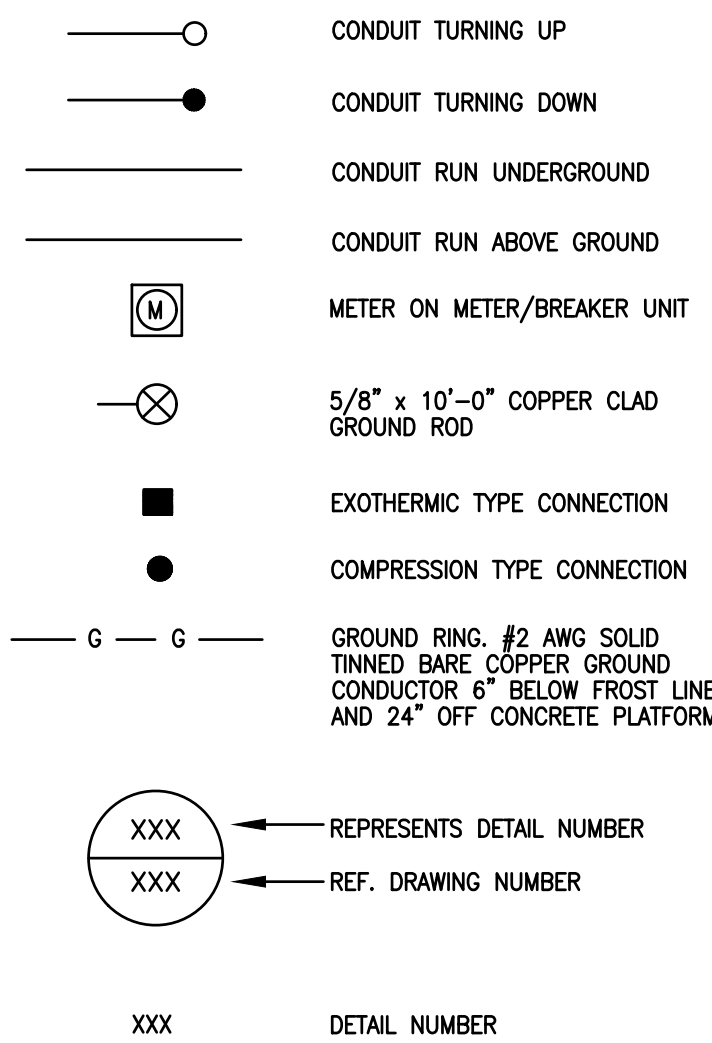 CONDUIT TURNING UP
CONDUIT TURNING DOWN
CONDUIT RUN UNDERGROUND
CONDUIT RUN ABOVE GROUND
M METER ON METER/BREAKER UNIT
5/8" x 10'-0" COPPER CLAD
GROUND ROD
EXOTHERMIC TYPE CONNECTION
COMPRESSION TYPE CONNECTION
G G GROUND RING. #2 AWG SOLID
TINNED BARE COPPER GROUND
CONDUCTOR 6" BELOW FROST LINE
AND 24" OFF CONCRETE PLATFORM
XXX REPRESENTS DETAIL NUMBER
XXX REF. DRAWING NUMBER
XXX DETAIL NUMBER